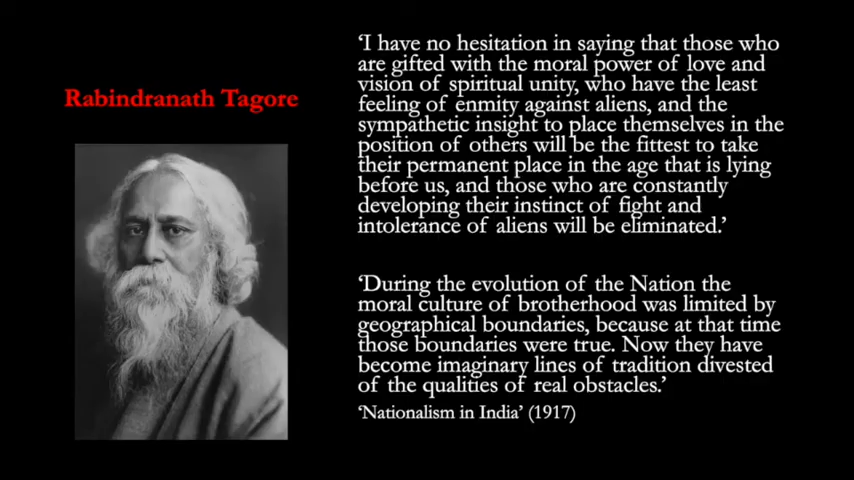 Rabindranath Tagore
‘I have no hesitation in saying that those who
are gifted with the moral power of love and
vision of spiritual unity, who have the least
feeling of enmity against aliens, and the
sympathetic insight to place themselves in the
position of others will be the fittest to take
their permanent place in the age that is lying
before us, and those who are constantly
developing their instinct of fight and
intolerance of aliens will be eliminated.’
‘During the evolution of the Nation the
moral culture of brotherhood was limited by
geographical boundaries, because at that time
those boundaries were true. Now they have
become imaginary lines of tradition divested
of the qualities of real obstacles.’
‘Nationalism in India’ (1917)